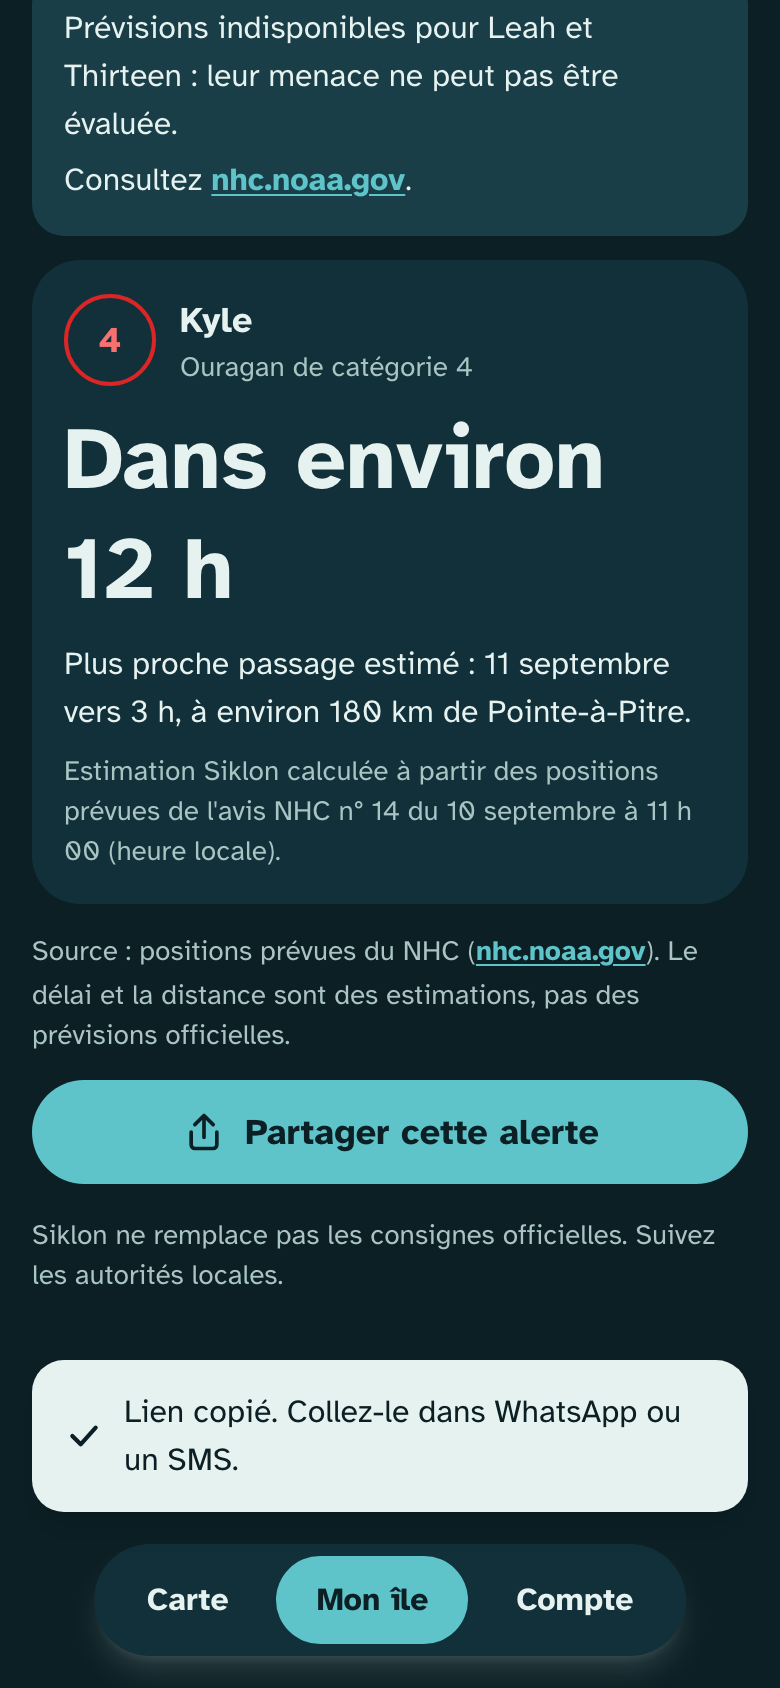 Prévisions indisponibles pour Leah et
Thirteen : leur menace ne peut pas être
évaluée.
Consultez nhc.noaa.gov.
4
Kyle
Ouragan de catégorie 4
Dans environ
12 h
Plus proche passage estimé : 11 septembre
vers 3 h, à environ 180 km de Pointe-à-Pitre.
Estimation Siklon calculée à partir des positions
prévues de l'avis NHC n° 14 du 10 septembre à 11 h
00 (heure locale).
Source : positions prévues du NHC (nhc.noaa.gov). Le
délai et la distance sont des estimations, pas des
prévisions officielles.
Partager cette alerte
Siklon ne remplace pas les consignes officielles. Suivez
les autorités locales.
Lien copié. Collez-le dans WhatsApp ou
un SMS.
Carte
Mon île
Compte